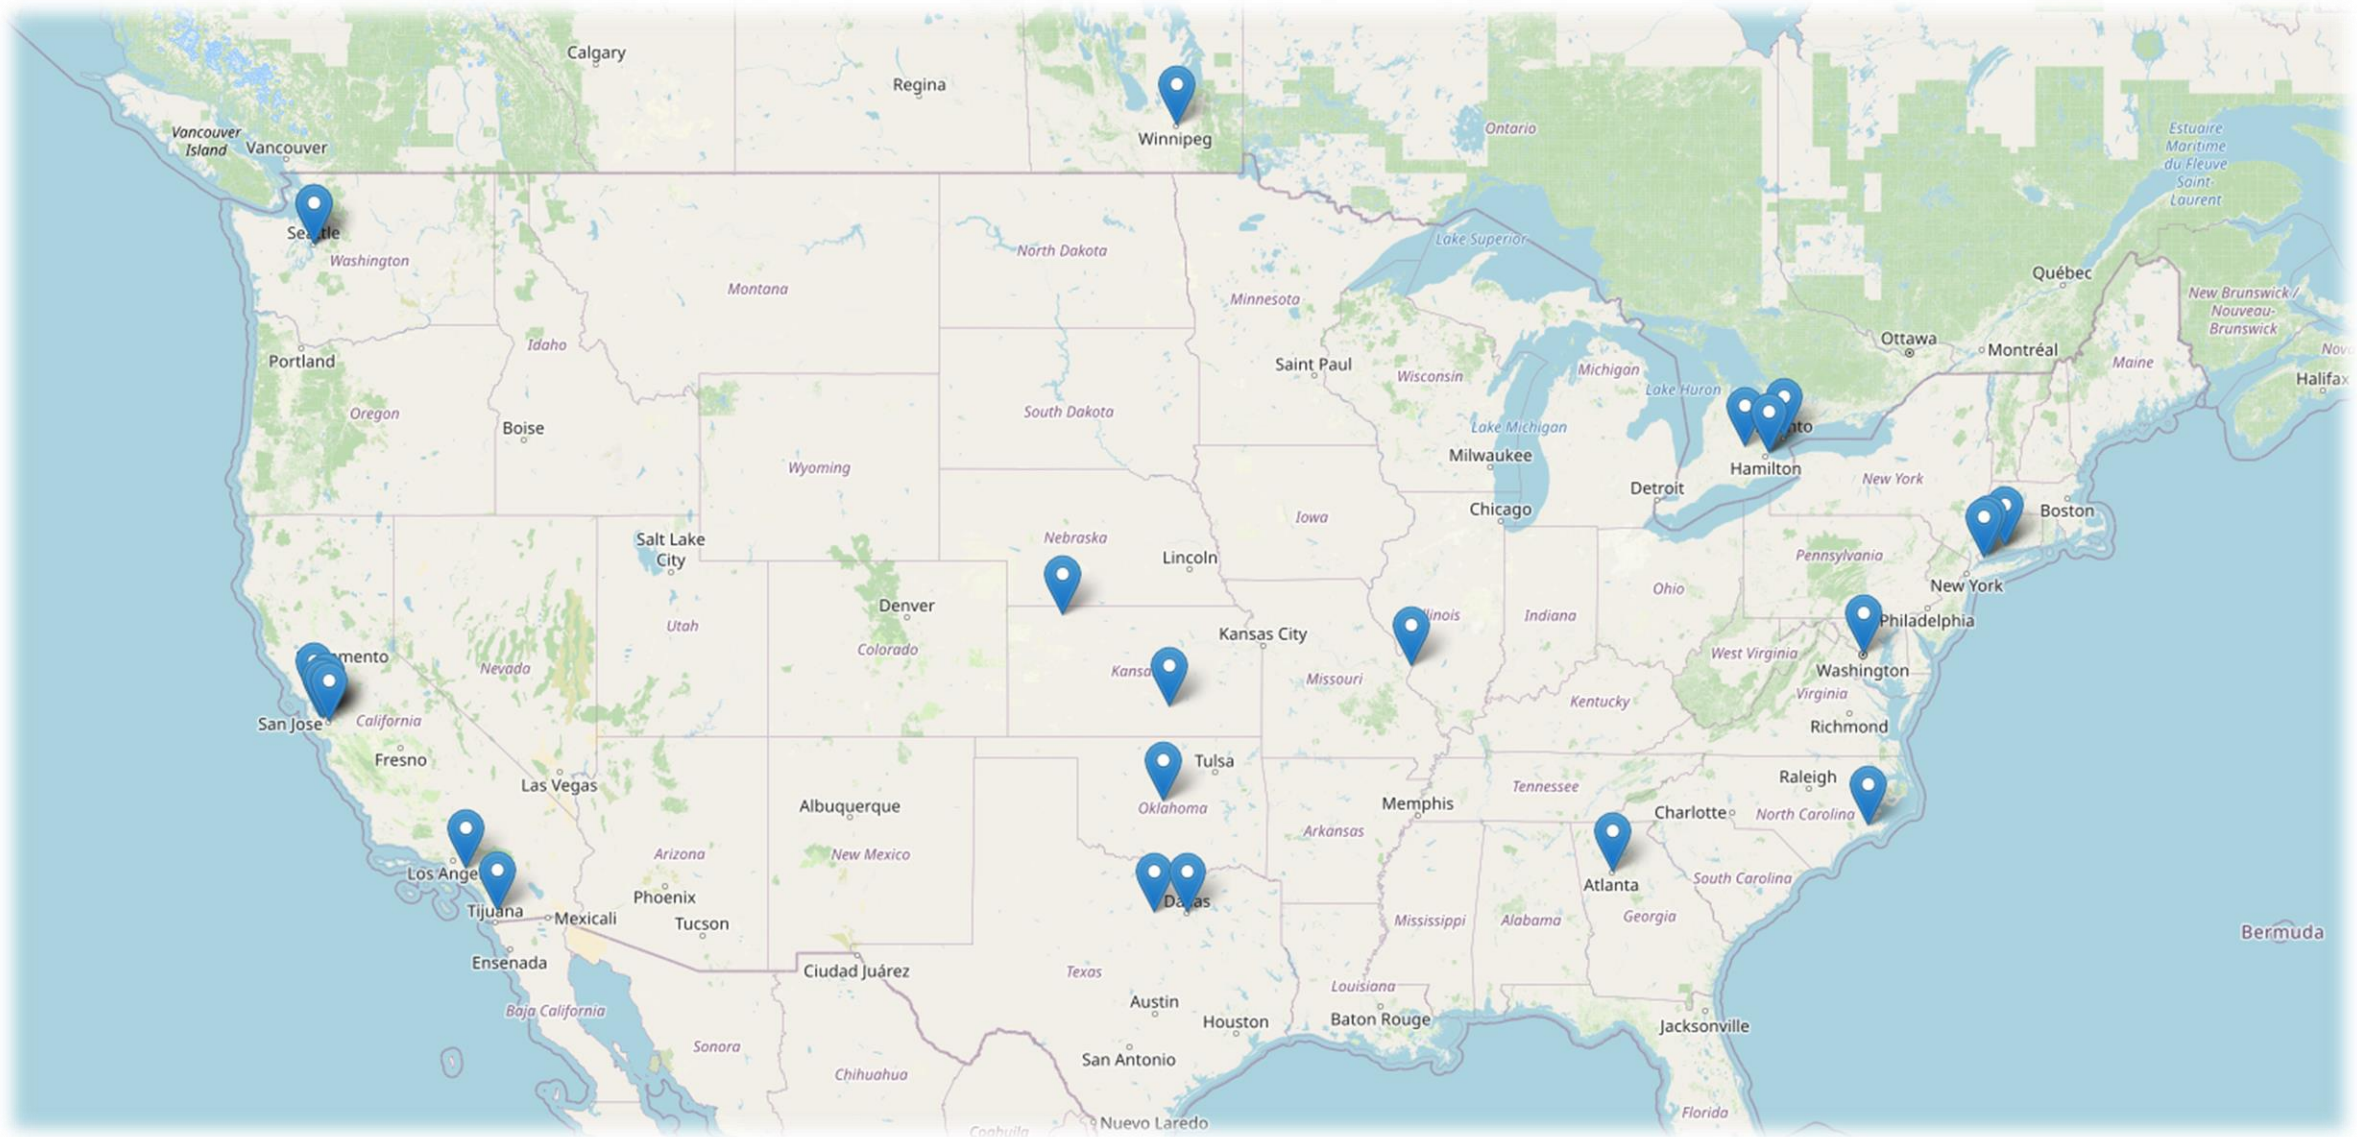 Calgary
Regina
Winnipeg
Vancouver
Island
Vancouver
Ontario
Estuaire
Maritime
du Fleuve
Saint-
Laurent
Washington
North Dakota
Lake Superior
Québec
Montana
Minnesota
New Brunswick /
Nouveau-
Brunswick
Portland
Idaho
Ottawa
Montréal
Saint Paul
Wisconsin
Michigan
Lake Huron
Maine
Halifax
Oregon
Boise
South Dakota
Lake Michigan
Milwaukee
Hamilton
Wyoming
New York
Detroit
Chicago
Boston
Iowa
Salt Lake
City
Nebraska
Lincoln
Pennsylvania
New York
Ohio
Denver
Indiana
Philadelphia
Utah
Kansas City
Colorado
West Virginia
Washington
Nevada
Missouri
Kentucky
Virginia
San Jose
California
Richmond
Fresno
Tulsa
Las Vegas
Raleigh
Tennessee
Albuquerque
Oklahoma
Memphis
Charlotte
North Carolina
Arkansas
Arizona
New Mexico
South Carolina
Los Ange
Atlanta
Phoenix
Tijuana
Mexicali
Tucson
Mississippi
Alabama
Georgia
Bermuda
Ensenada
Ciudad Juárez
Texas
Louisiana
Baja California
Austin
Houston
Baton Rouge
Jacksonville
Sonora
San Antonio
Chihuahua
Florida
Nuevo Laredo